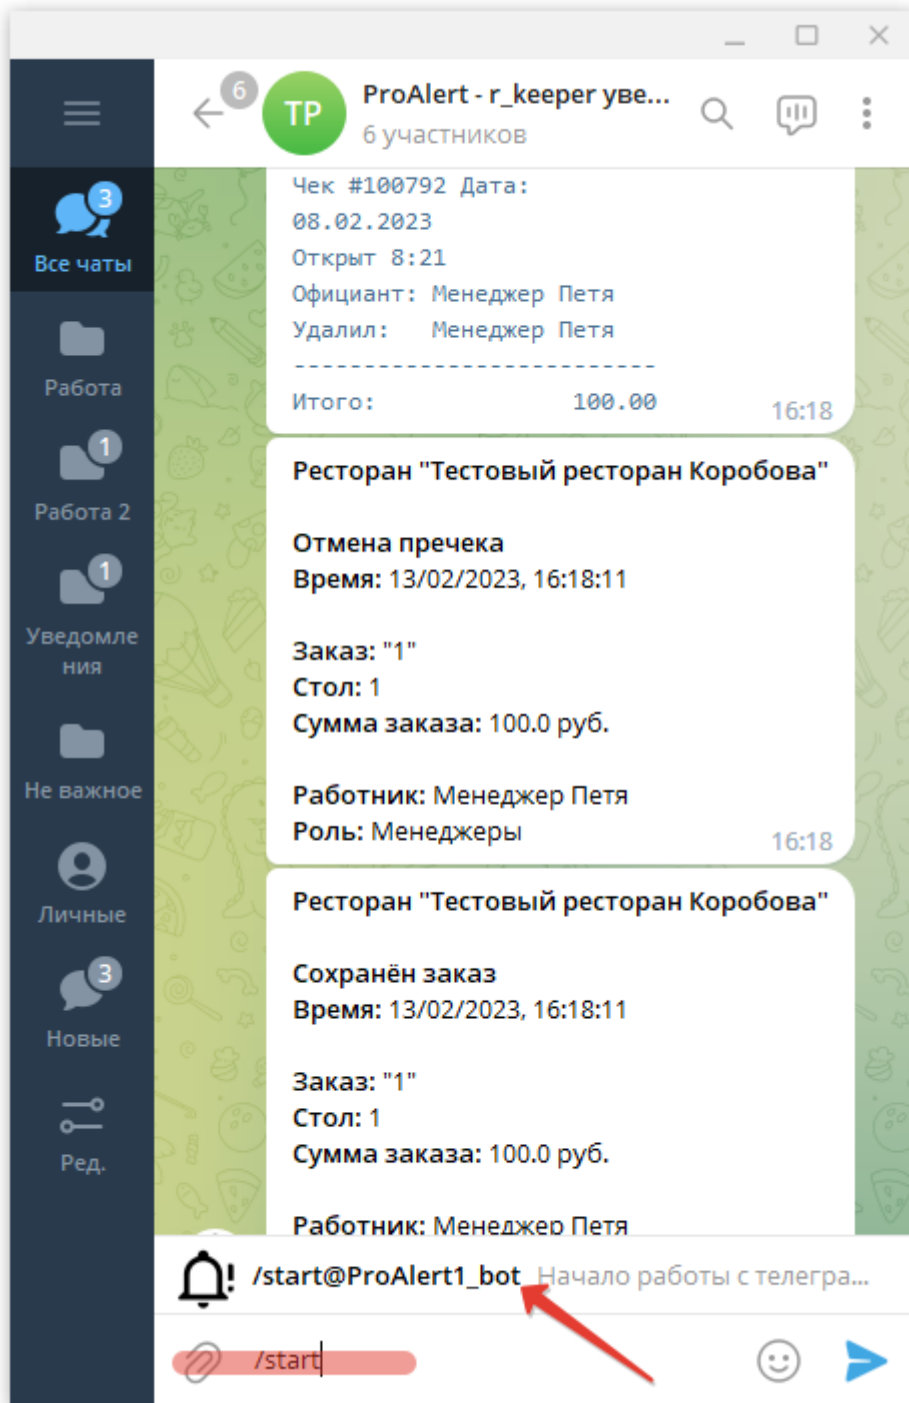 6
TP
ProAlert - r_keeper уве...
6 участников
3
Все чаты
Работа
1
Работа 2
1
Уведомле
ния
Не важное
Личные
3
Новые
Ред.
Чек #100792 Дата:
08.02.2023
Открыт 8:21
Официант: Менеджер Петя
Удалил: Менеджер Петя
--------------------------
Итого: 100.00
16:18
Ресторан "Тестовый ресторан Коробова"
Отмена пречека
Время: 13/02/2023, 16:18:11
Заказ: "1"
Стол: 1
Сумма заказа: 100.0 руб.
Работник: Менеджер Петя
Роль: Менеджеры
16:18
Ресторан "Тестовый ресторан Коробова"
Сохранён заказ
Время: 13/02/2023, 16:18:11
Заказ: "1"
Стол: 1
Сумма заказа: 100.0 руб.
Работник: Менеджер Петя
/start@ProAlert1_bot Начало работы с телегра...
/start